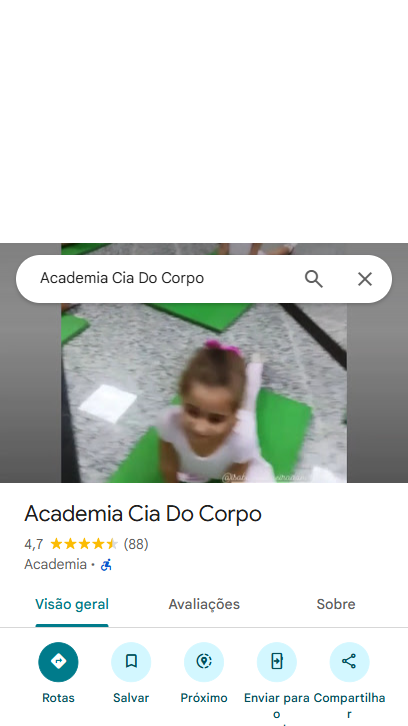 Academia Cia Do Corpo
Academia Cia Do Corpo
4,7 (88)
Academia ·
Visão geral Avaliações Sobre
Rotas Salvar Próximo Enviar para o Compartilhar